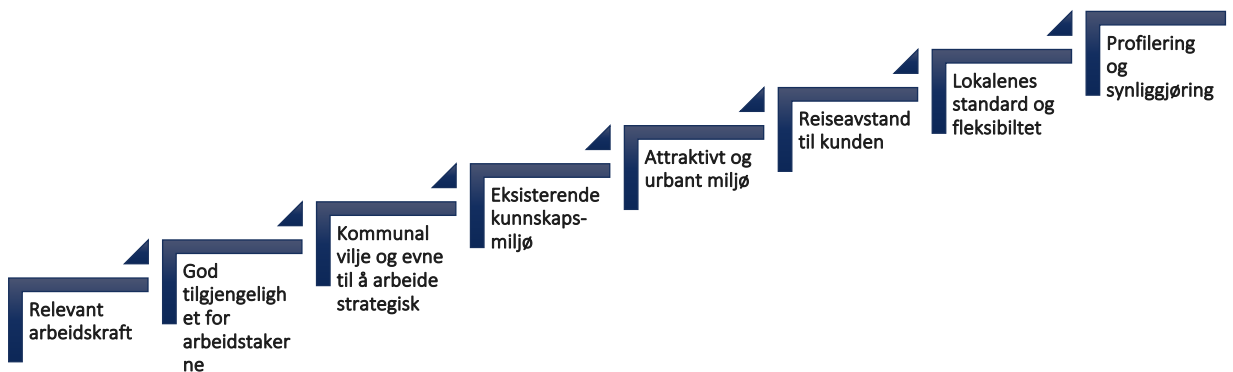 Relevant
arbeidskraft
God
tilgjengeligh
et for
arbeidstaker
ne
Kommunal
vilje og evne
til å arbeide
strategisk
Eksisterende
kunnskaps-
miljø
Attraktivt og
urbant miljø
Reiseavstand
til kunden
Lokalenes
standard og
fleksibiltet
Profilering
og
synliggjøring